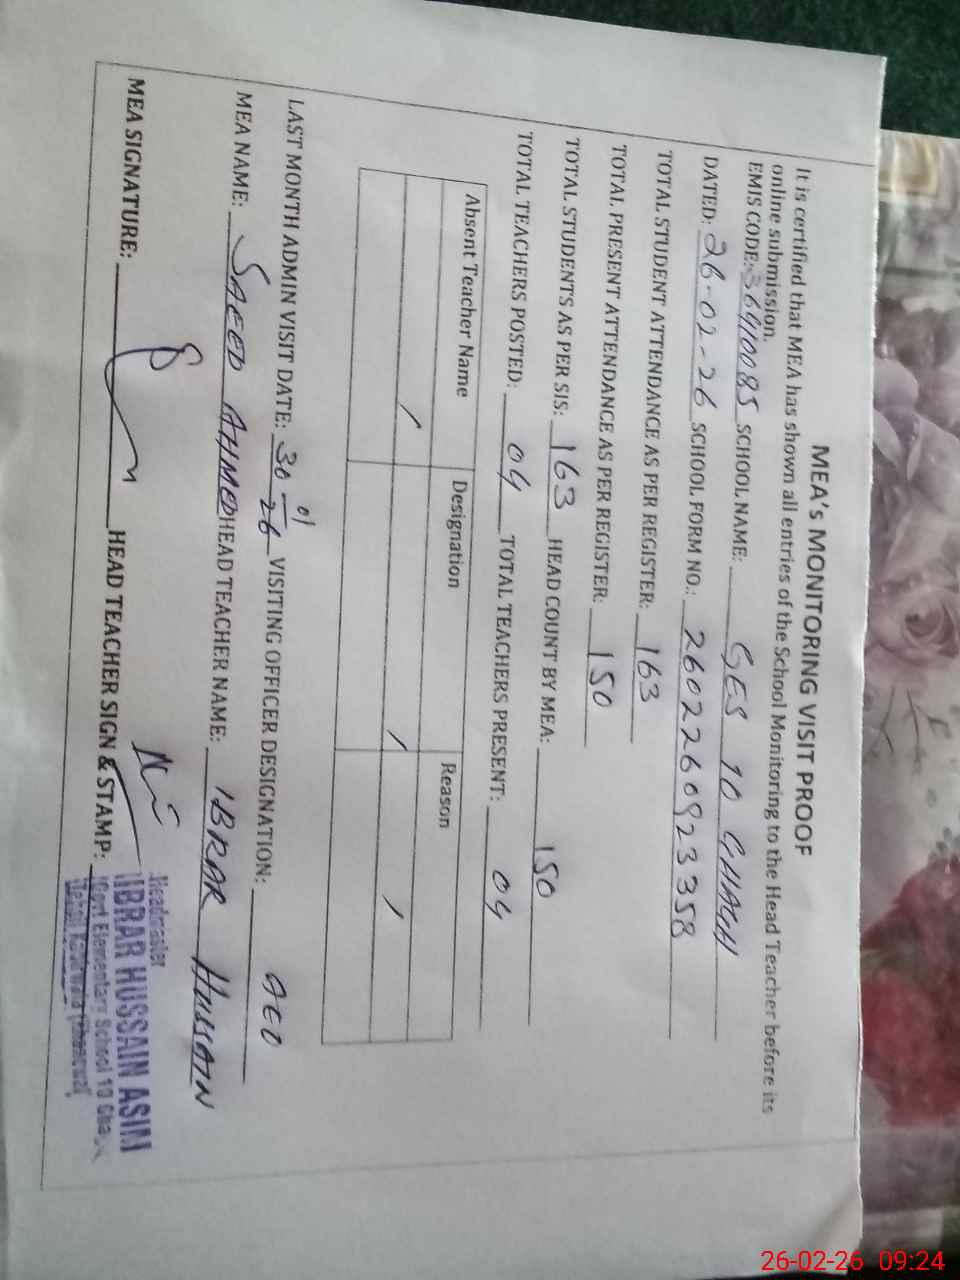 MEA's MONITORING VISIT PROOF
It is certified that MEA has shown all entries of the School Monitoring to the Head Teacher before its
online submission.
EMIS CODE: 36410085 SCHOOL NAME: GES 10 GHAGH
DATED: 26-02-26 SCHOOL FORM NO.: 2602260923358
TOTAL STUDENT ATTENDANCE AS PER REGISTER: 163
TOTAL PRESENT ATTENDANCE AS PER REGISTER: 150
TOTAL STUDENTS AS PER SIS: 163 HEAD COUNT BY MEA: 150
TOTAL TEACHERS POSTED: 04 TOTAL TEACHERS PRESENT: 04
Absent Teacher Name Designation Reason
/ / /
LAST MONTH ADMIN VISIT DATE: 30-01-26 VISITING OFFICER DESIGNATION: AEO
MEA NAME: SAEED AHMED HEAD TEACHER NAME: IBRAR HUSSAIN
MEA SIGNATURE: HEAD TEACHER SIGN & STAMP:
Headmaster
IBRAR HUSSAIN ASIM
Govt Elementary School 10
26-02-26 09:24